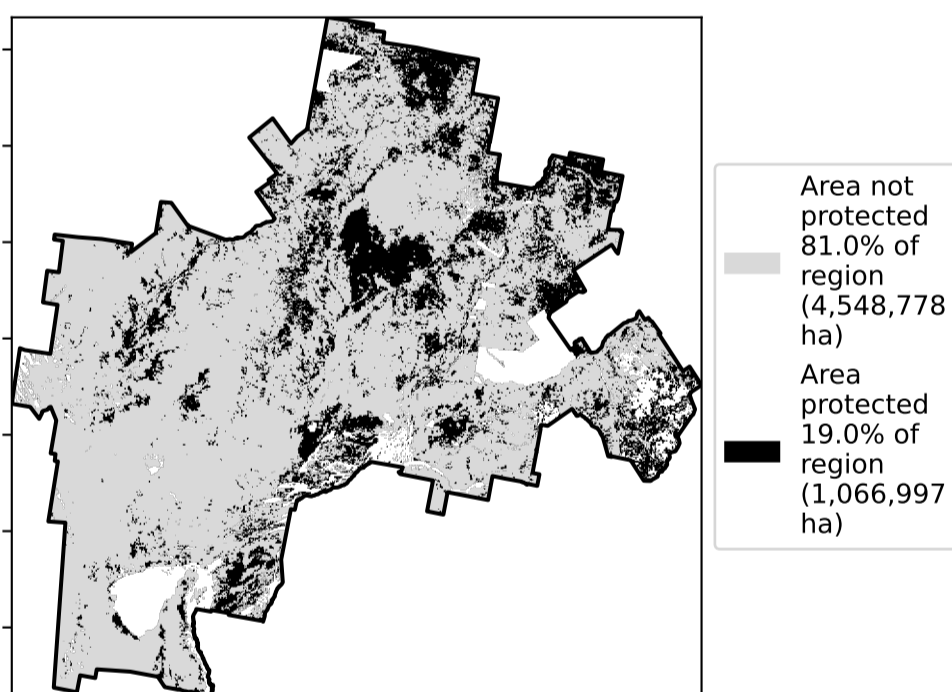 Area not
protected
81.0% of
region
(4,548,778
ha)
Area
protected
19.0% of
region
(1,066,997
ha)